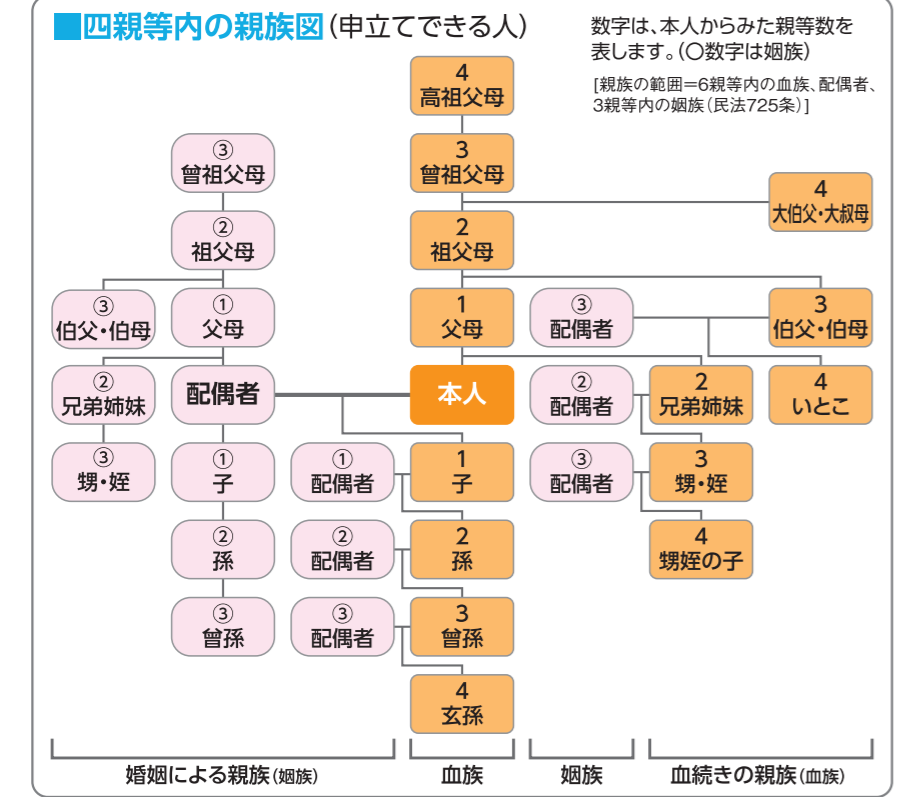 ■四親等内の親族図(申立てできる人)
数字は、本人からみた親等数を
表します。(○数字は姻族)
[親族の範囲=6親等内の血族、配偶者、
3親等内の姻族(民法725条)]
4
高祖父母
③
曾祖父母
3
曾祖父母
4
大伯父・大叔母
②
祖父母
2
祖父母
③
伯父・伯母
①
父母
1
父母
③
配偶者
3
伯父・伯母
②
兄弟姉妹
配偶者
本人
②
配偶者
2
兄弟姉妹
4
いとこ
③
甥・姪
①
子
①
配偶者
1
子
③
配偶者
3
甥・姪
②
孫
②
配偶者
2
孫
4
甥姪の子
③
曾孫
③
配偶者
3
曾孫
4
玄孫
婚姻による親族(姻族)
血族
姻族
血続きの親族(血族)